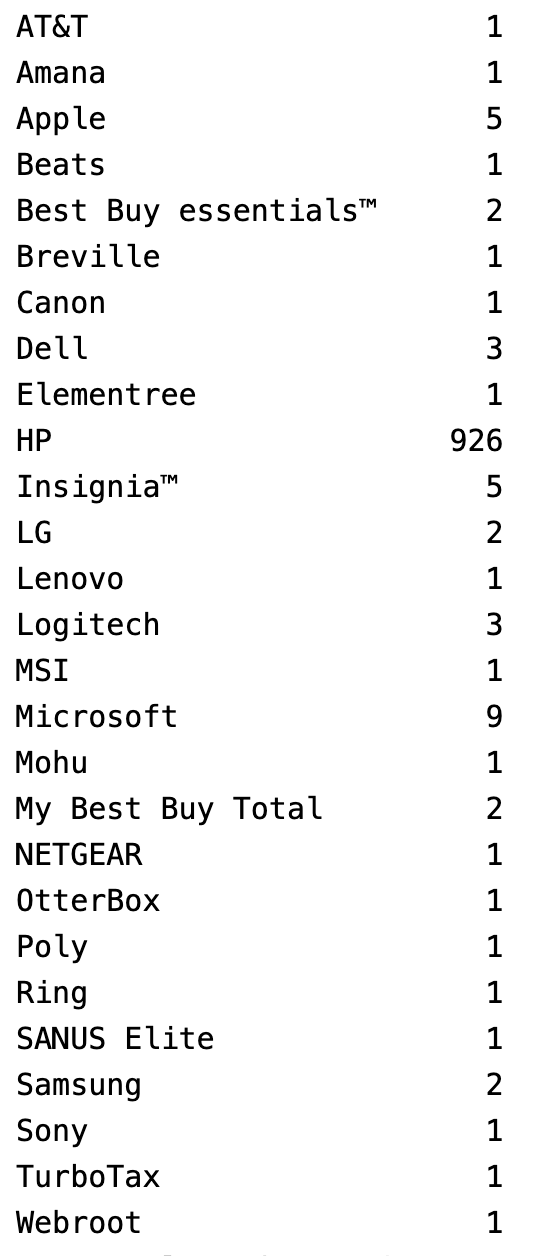 AT&T 1
Amana 1
Apple 5
Beats 1
Best Buy essentials™ 2
Breville 1
Canon 1
Dell 3
Elementree 1
HP 926
Insignia™ 5
LG 2
Lenovo 1
Logitech 3
MSI 1
Microsoft 9
Mohu 1
My Best Buy Total 2
NETGEAR 1
OtterBox 1
Poly 1
Ring 1
SANUS Elite 1
Samsung 2
Sony 1
TurboTax 1
Webroot 1